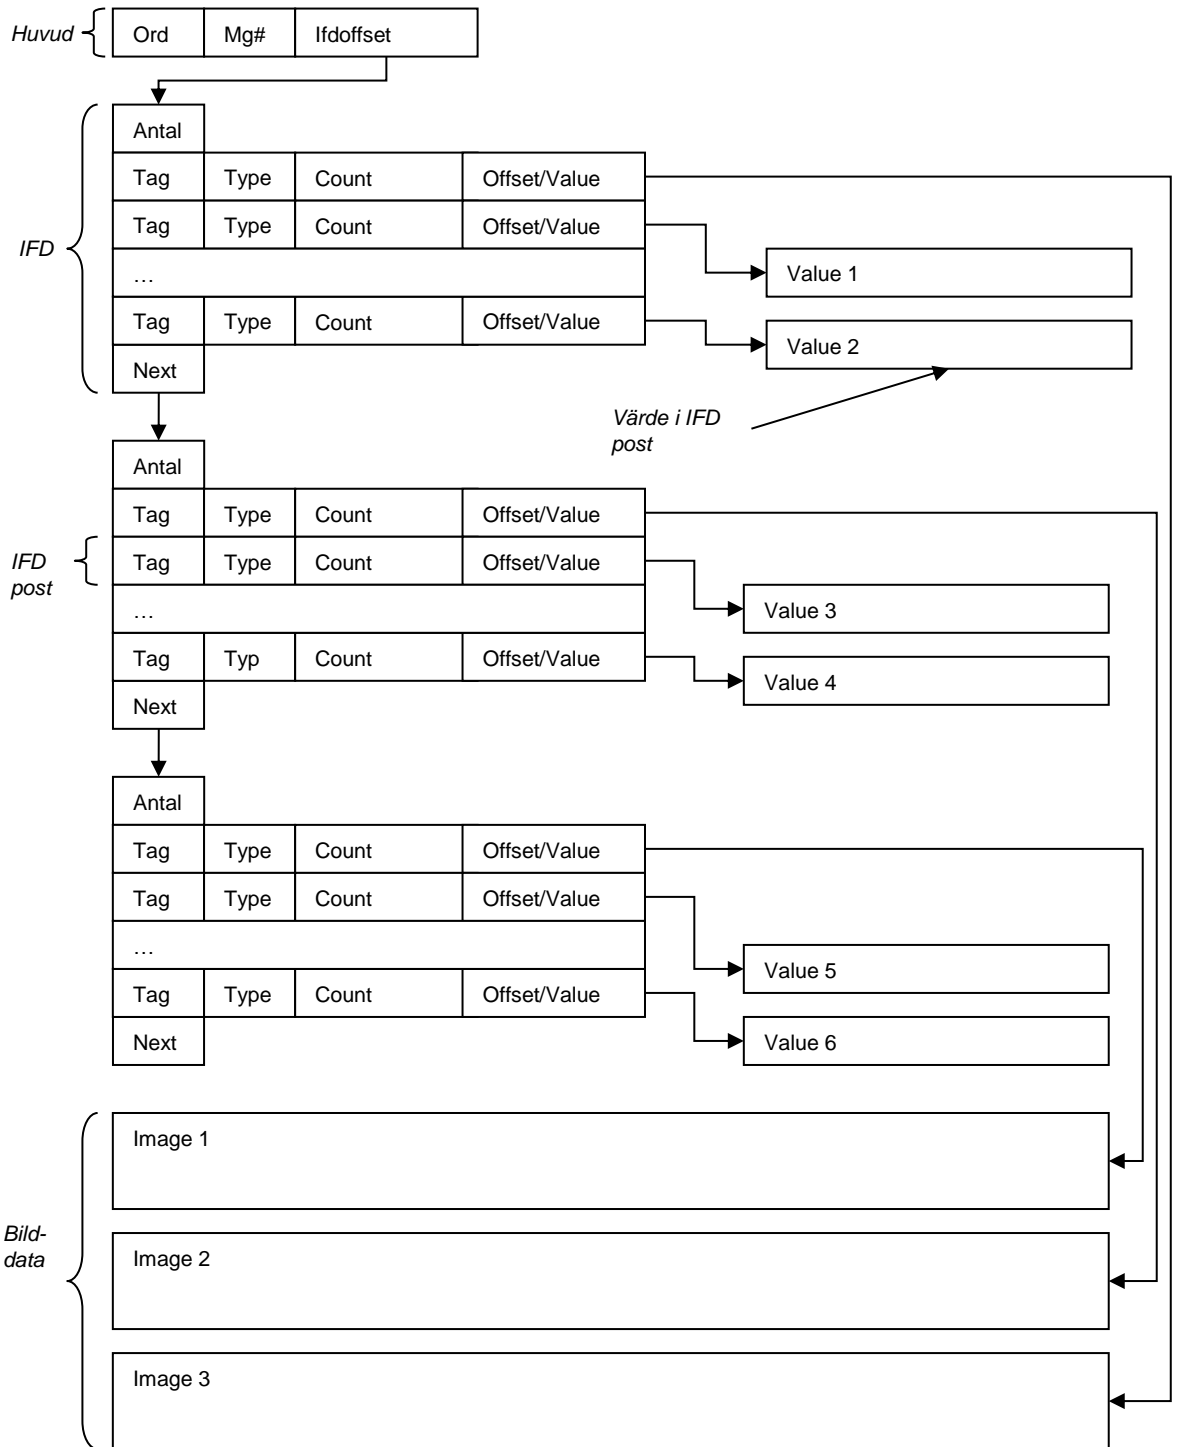 Huvud
Ord Mg# Ifdoffset
Antal
Tag Type Count Offset/Value
Tag Type Count Offset/Value
IFD
…
Value 1
Tag Type Count Offset/Value
Value 2
Next
Värde i IFD
post
Antal
Tag Type Count Offset/Value
IFD
post
Tag Type Count Offset/Value
…
Value 3
Tag Typ Count Offset/Value
Value 4
Next
Antal
Tag Type Count Offset/Value
Tag Type Count Offset/Value
…
Value 5
Tag Type Count Offset/Value
Value 6
Next
Image 1
Bild-
data
Image 2
Image 3